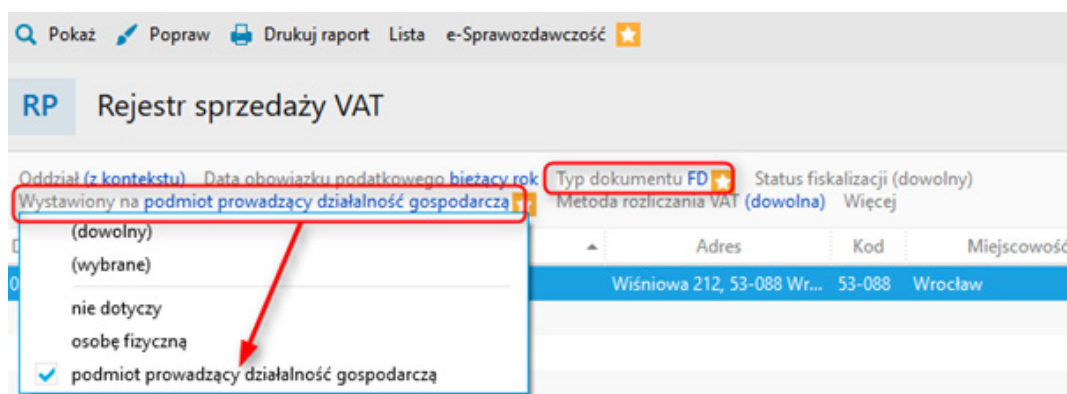 Pokaż Popraw Drukuj raport Lista e-Sprawozdawczość
RP Rejestr sprzedaży VAT
Oddział (z kontekstu) Data obowiązku podatkowego bieżący rok Typ dokumentu FD Status fiskalizacji (dowolny)
Wystawiony na podmiot prowadzący działalność gospodarczą Metoda rozliczania VAT (dowolna) Więcej
(dowolny)
Adres Kod Miejscowość
(wybrane)
Wiśniowa 212, 53-088 Wr... 53-088 Wrocław
nie dotyczy
osobę fizyczną
podmiot prowadzący działalność gospodarczą